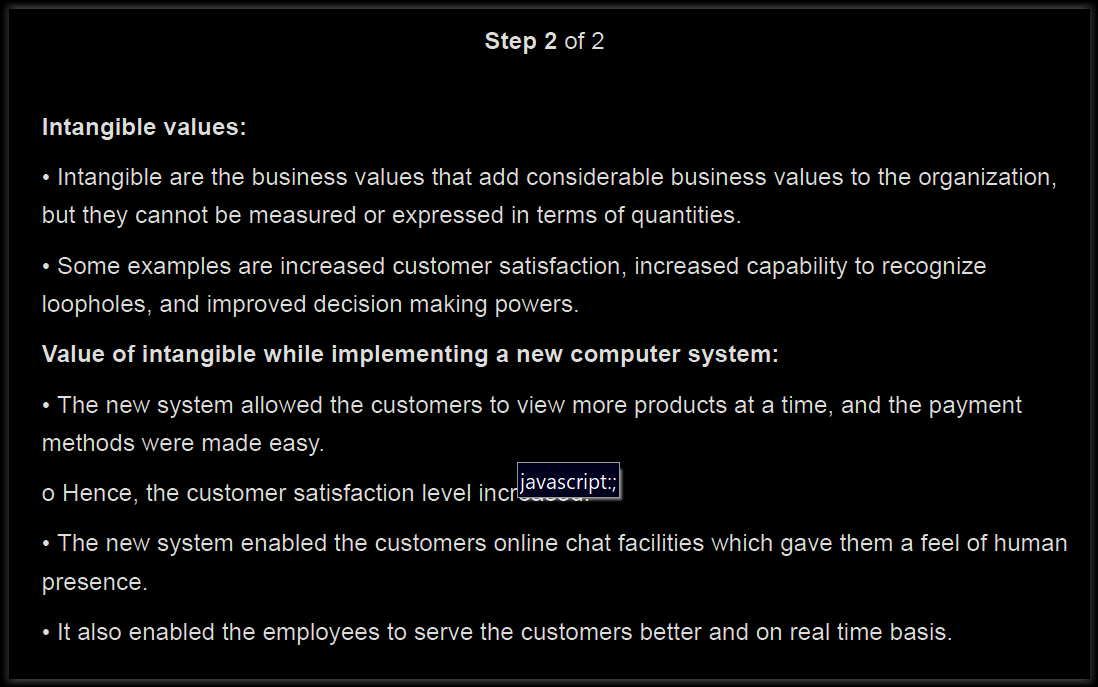 Step 2 of 2
Intangible values:
• Intangible are the business values that add considerable business values to the organization,
but they cannot be measured or expressed in terms of quantities.
• Some examples are increased customer satisfaction, increased capability to recognize
loopholes, and improved decision making powers.
Value of intangible while implementing a new computer system:
• The new system allowed the customers to view more products at a time, and the payment
methods were made easy.
o Hence, the customer satisfaction level increased.
javascript:;
• The new system enabled the customers online chat facilities which gave them a feel of human
presence.
• It also enabled the employees to serve the customers better and on real time basis.